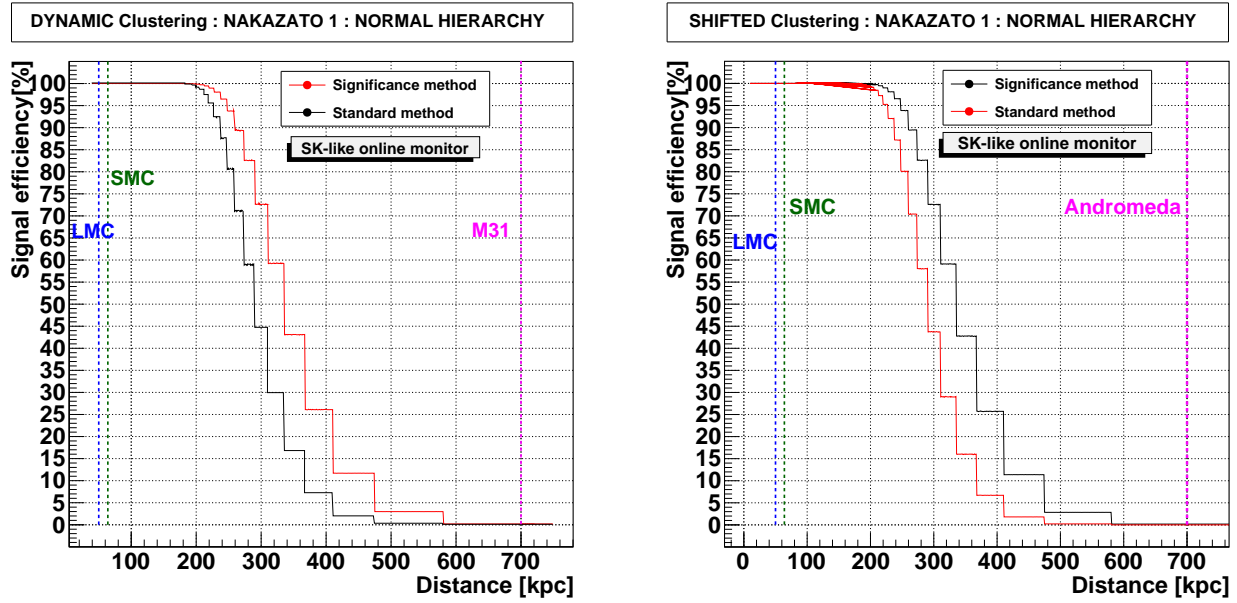 DYNAMIC Clustering : NAKAZATO 1 : NORMAL HIERARCHY
Signal efficiency[%]
100
95
90
85
80
75
70
65
60
55
50
45
40
35
30
25
20
15
10
5
0
Significance method
Standard method
SK-like online monitor
SMC
LMC
M31
100 200 300 400 500 600 700
Distance [kpc]
SHIFTED Clustering : NAKAZATO 1 : NORMAL HIERARCHY
Signal efficiency[%]
100
95
90
85
80
75
70
65
60
55
50
45
40
35
30
25
20
15
10
5
0
Significance method
Standard method
SK-like online monitor
SMC
Andromeda
LMC
0 100 200 300 400 500 600 700
Distance [kpc]